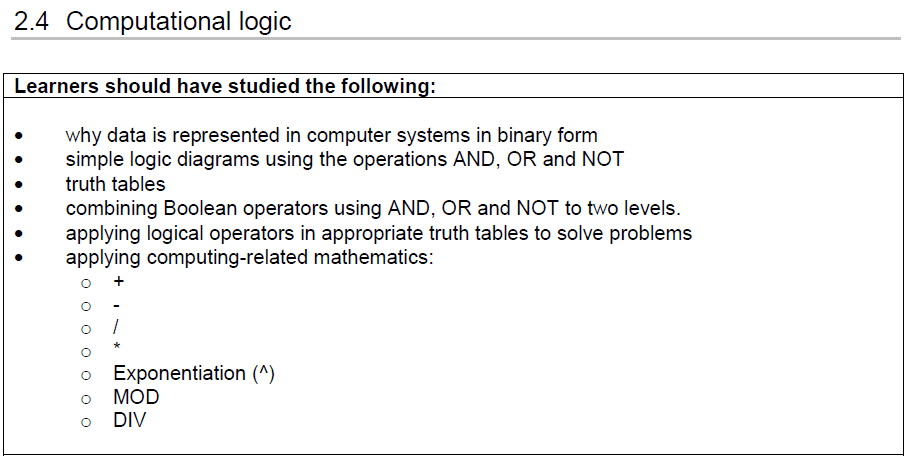 2.4 Computational logic
Learners should have studied the following:
• why data is represented in computer systems in binary form
• simple logic diagrams using the operations AND, OR and NOT
• truth tables
• combining Boolean operators using AND, OR and NOT to two levels.
• applying logical operators in appropriate truth tables to solve problems
• applying computing-related mathematics:
o +
o -
o /
o *
o Exponentiation (^)
o MOD
o DIV